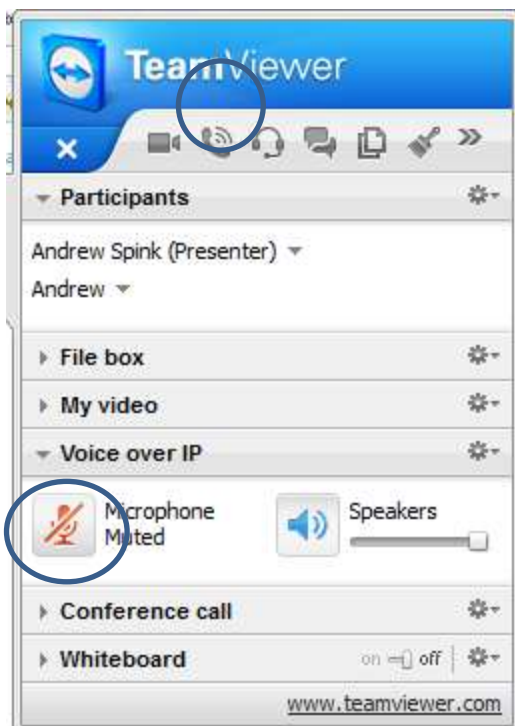 TeamViewer
Participants
Andrew Spink (Presenter)
Andrew
File box
My video
Voice over IP
Microphone Muted
Speakers
Conference call
Whiteboard on off
www.teamviewer.com